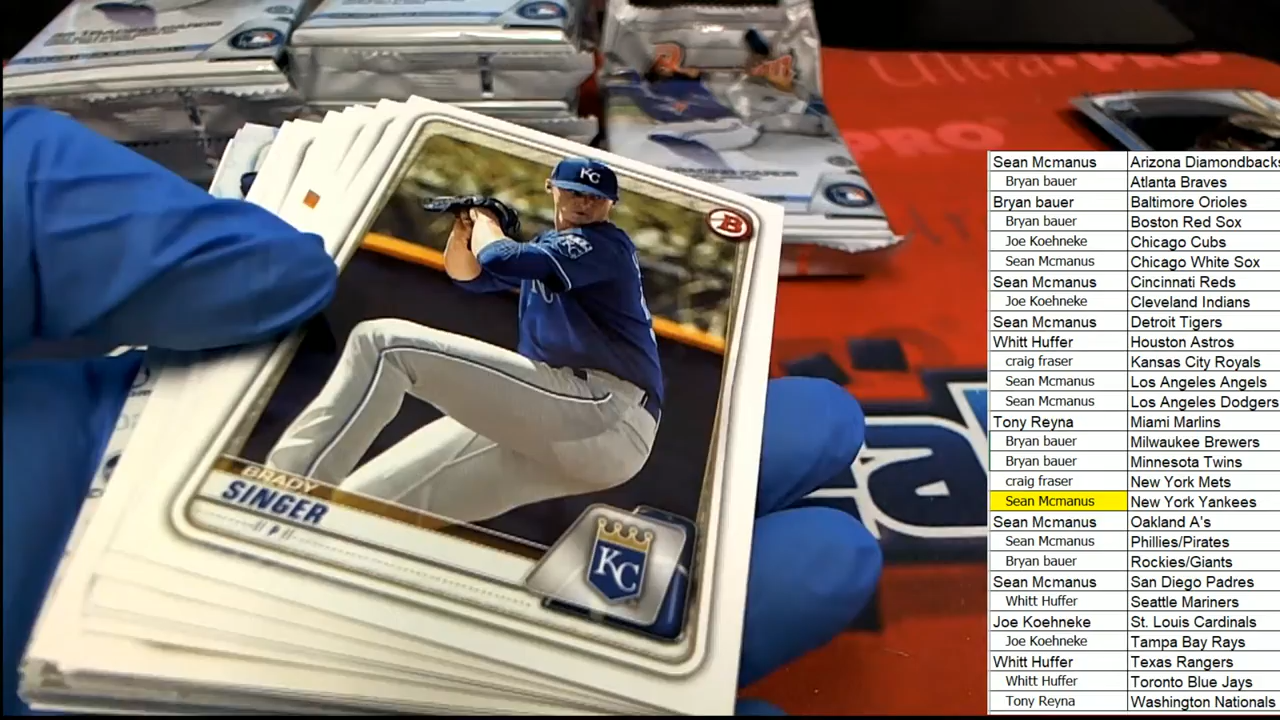 TRADING CARDS
Ultra·PRO
PRO
KC
B
BRADY
SINGER
P
KC
Sean Mcmanus Arizona Diamondbacks
Bryan bauer Atlanta Braves
Bryan bauer Baltimore Orioles
Bryan bauer Boston Red Sox
Joe Koehneke Chicago Cubs
Sean Mcmanus Chicago White Sox
Sean Mcmanus Cincinnati Reds
Joe Koehneke Cleveland Indians
Sean Mcmanus Detroit Tigers
Whitt Huffer Houston Astros
craig fraser Kansas City Royals
Sean Mcmanus Los Angeles Angels
Sean Mcmanus Los Angeles Dodgers
Tony Reyna Miami Marlins
Bryan bauer Milwaukee Brewers
Bryan bauer Minnesota Twins
craig fraser New York Mets
Sean Mcmanus New York Yankees
Sean Mcmanus Oakland A's
Sean Mcmanus Phillies/Pirates
Bryan bauer Rockies/Giants
Sean Mcmanus San Diego Padres
Whitt Huffer Seattle Mariners
Joe Koehneke St. Louis Cardinals
Joe Koehneke Tampa Bay Rays
Whitt Huffer Texas Rangers
Whitt Huffer Toronto Blue Jays
Tony Reyna Washington Nationals